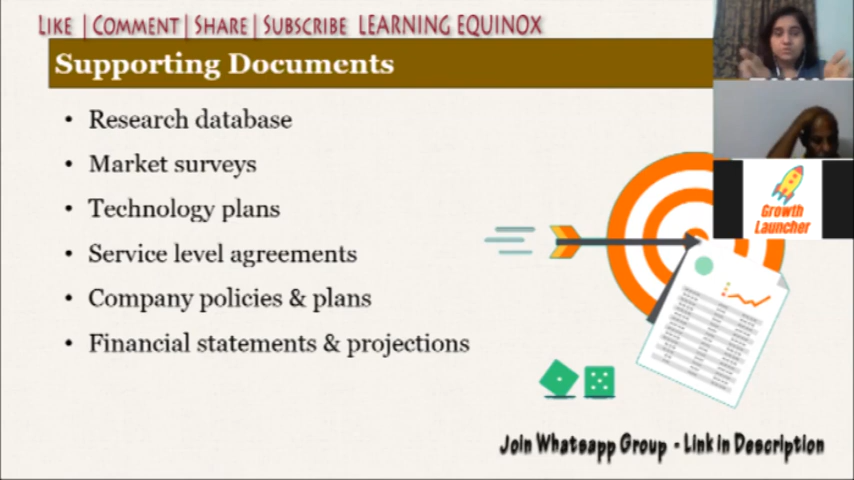 LIKE | COMMENT | SHARE | SUBSCRIBE LEARNING EQUINOX
Supporting Documents
• Research database
• Market surveys
• Technology plans
• Service level agreements
• Company policies & plans
• Financial statements & projections
Growth
Launcher
Join Whatsapp Group - Link in Description